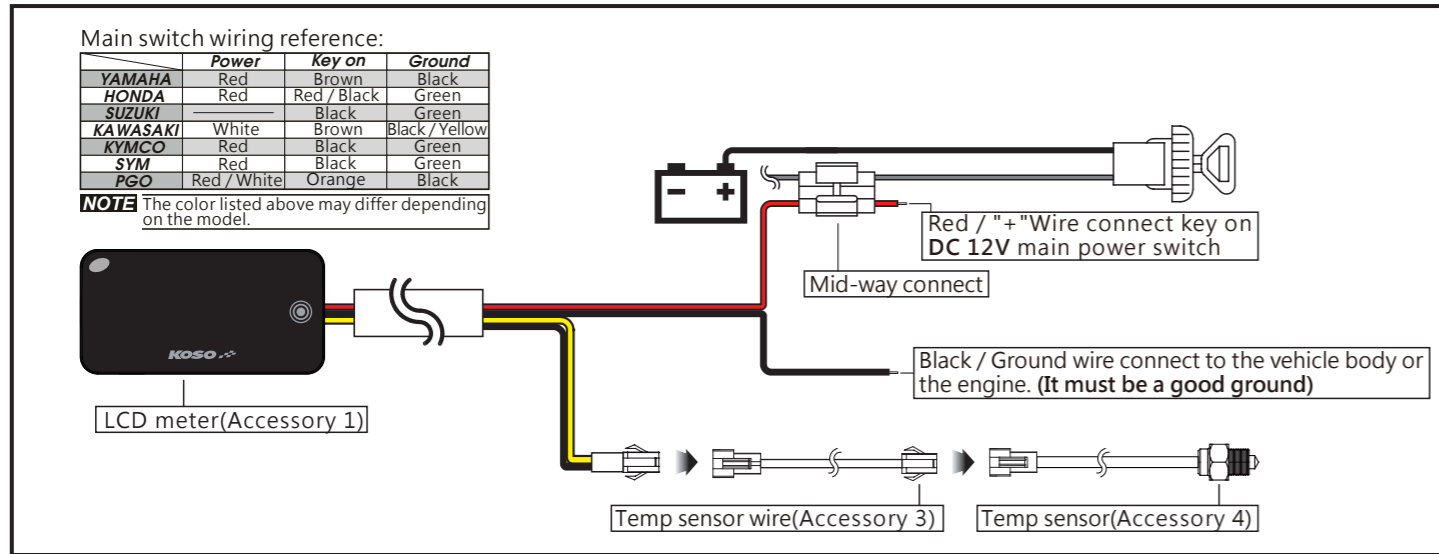 Main switch wiring reference:
Power Key on Ground
YAMAHA Red Brown Black
HONDA Red Red / Black Green
SUZUKI Black Green
KAWASAKI White Brown Black / Yellow
KYMCO Red Black Green
SYM Red Black Green
PGO Red / White Orange Black
NOTE The color listed above may differ depending
on the model.
- +
Red / "+"Wire connect key on
DC 12V main power switch
Mid-way connect
KOSO
Black / Ground wire connect to the vehicle body or
the engine. (It must be a good ground)
LCD meter(Accessory 1)
Temp sensor wire(Accessory 3)
Temp sensor(Accessory 4)